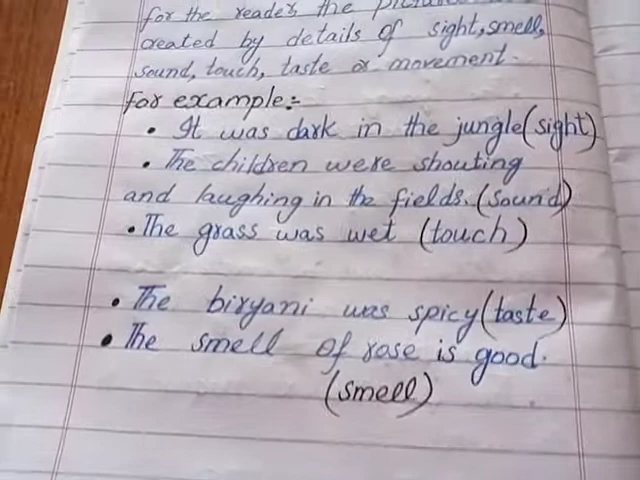 for the reader the
created by details of sight, smell,
sound, touch, taste or movement.
For example:-
• It was dark in the jungle (sight)
• The children were shouting
and laughing in the fields. (sound)
• The grass was wet (touch)
• The biryani was spicy (taste)
• The smell of rose is good.
(smell)